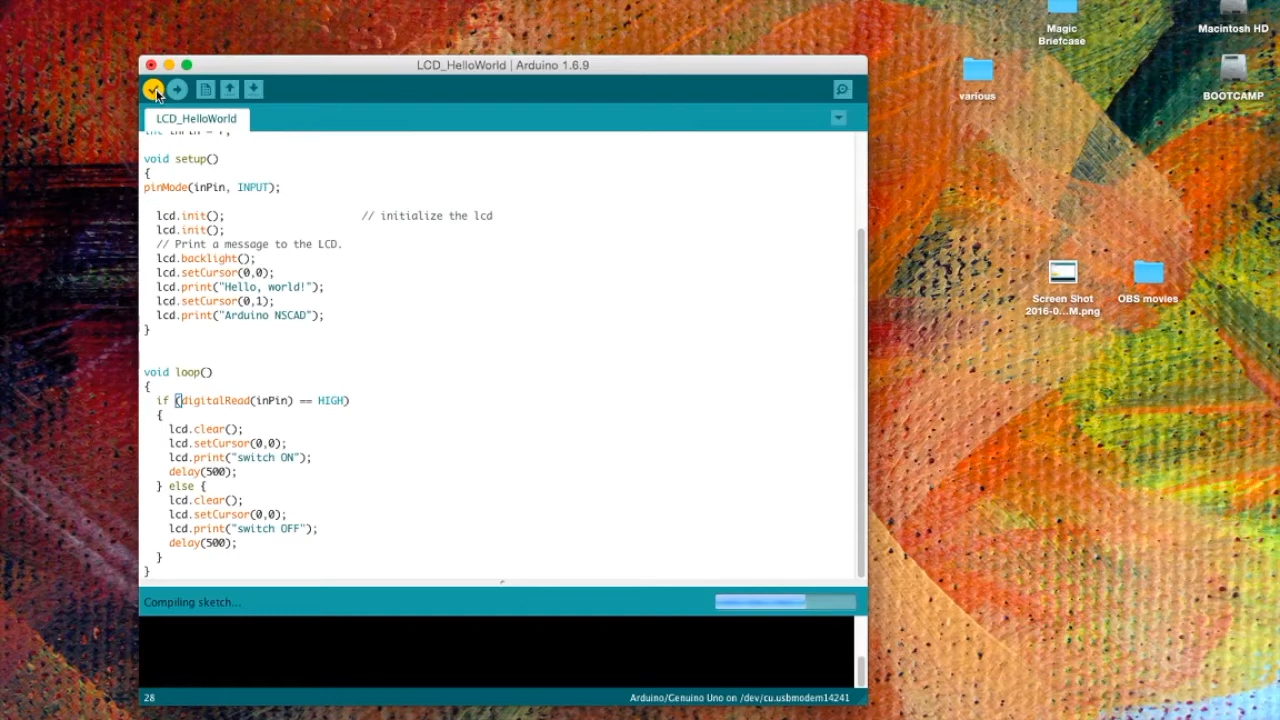 Magic
Briefcase
Macintosh HD
various
BOOTCAMP
Screen Shot
2016-0...M.png
OBS movies
LCD_HelloWorld | Arduino 1.6.9
LCD_HelloWorld
void setup()
{
pinMode(inPin, INPUT);
lcd.init(); // initialize the lcd
lcd.init();
// Print a message to the LCD.
lcd.backlight();
lcd.setCursor(0,0);
lcd.print("Hello, world!");
lcd.setCursor(0,1);
lcd.print("Arduino NSCAD");
}
void loop()
{
if (digitalRead(inPin) == HIGH)
{
lcd.clear();
lcd.setCursor(0,0);
lcd.print("switch ON");
delay(500);
} else {
lcd.clear();
lcd.setCursor(0,0);
lcd.print("switch OFF");
delay(500);
}
}
Compiling sketch...
28
Arduino/Genuino Uno on /dev/cu.usbmodem14241